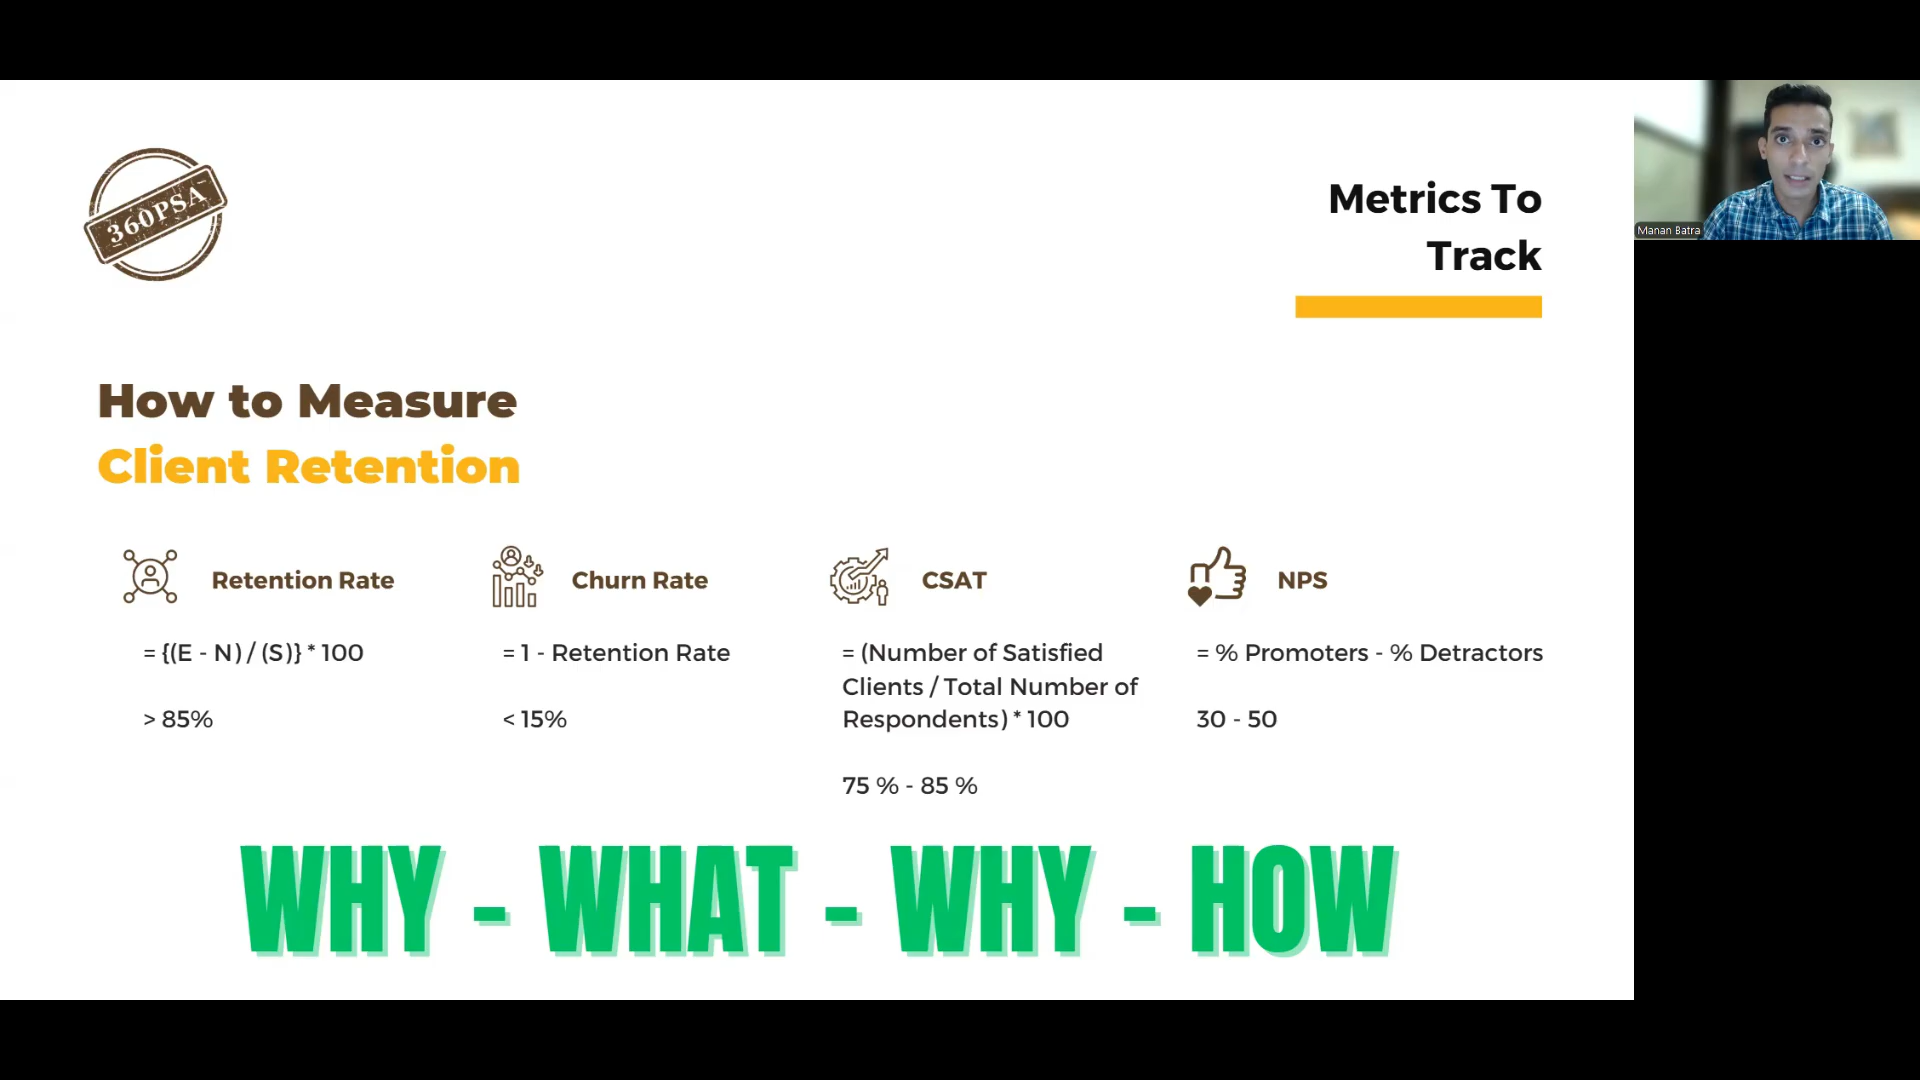 360PSA
Metrics To
Track
Manan Batra
How to Measure
Client Retention
Retention Rate
= {(E - N) / (S)} * 100
> 85%
Churn Rate
= 1 - Retention Rate
< 15%
CSAT
= (Number of Satisfied
Clients / Total Number of
Respondents) * 100
75 % - 85 %
NPS
= % Promoters - % Detractors
30 - 50
WHY - WHAT - WHY - HOW